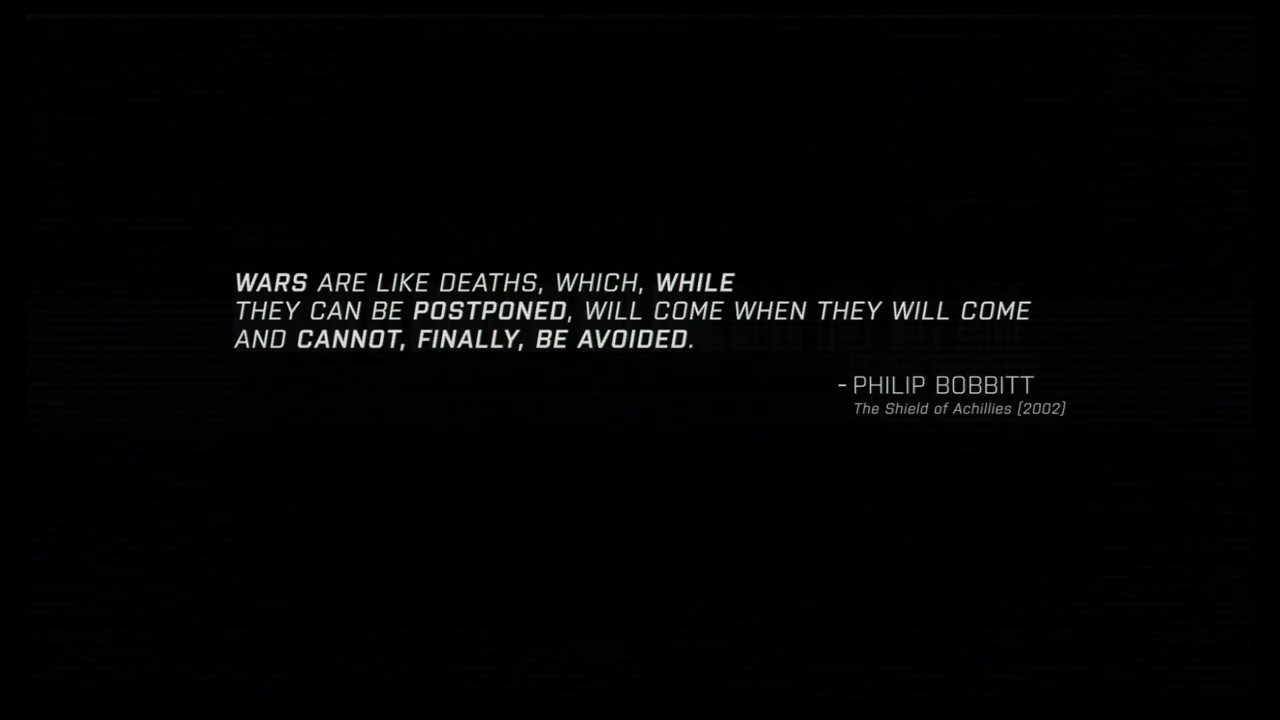 WARS ARE LIKE DEATHS, WHICH, WHILE
THEY CAN BE POSTPONED, WILL COME WHEN THEY WILL COME
AND CANNOT, FINALLY, BE AVOIDED.
- PHILIP BOBBITT
The Shield of Achillies (2002)